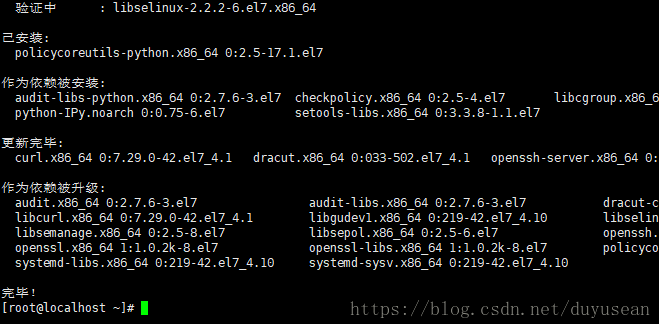 验证中      : libselinux-2.2.2-6.el7.x86_64
已安装:
policycoreutils-python.x86_64 0:2.5-17.1.el7
作为依赖被安装:
audit-libs-python.x86_64 0:2.7.6-3.el7  checkpolicy.x86_64 0:2.5-4.el7  libcgroup.x86_6
python-IPy.noarch 0:0.75-6.el7  setools-libs.x86_64 0:3.3.8-1.1.el7
更新完毕:
curl.x86_64 0:7.29.0-42.el7_4.1  dracut.x86_64 0:033-502.el7_4.1  openssh-server.x86_64 0:
作为依赖被升级:
audit.x86_64 0:2.7.6-3.el7  audit-libs.x86_64 0:2.7.6-3.el7  dracut-c
libcurl.x86_64 0:7.29.0-42.el7_4.1  libgudev1.x86_64 0:219-42.el7_4.10  libselin
libsemanage.x86_64 0:2.5-8.el7  libsepol.x86_64 0:2.5-6.el7  openssh.
openssl.x86_64 1:1.0.2k-8.el7  openssl-libs.x86_64 1:1.0.2k-8.el7  policyco
systemd-libs.x86_64 0:219-42.el7_4.10  systemd-sysv.x86_64 0:219-42.el7_4.10
完毕！
[root@localhost ~]#
https://blog.csdn.net/duyusean